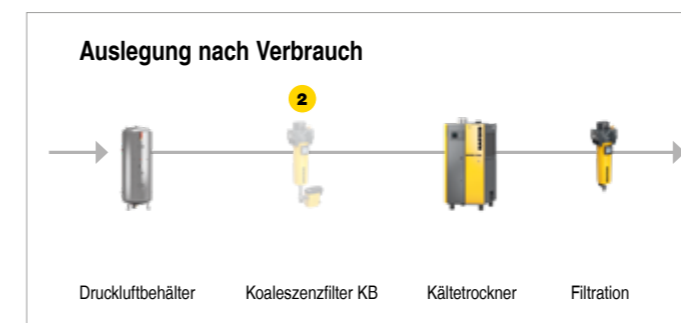 Auslegung nach Verbrauch
2
Druckluftbehälter Koaleszenzfilter KB Kältetrockner Filtration